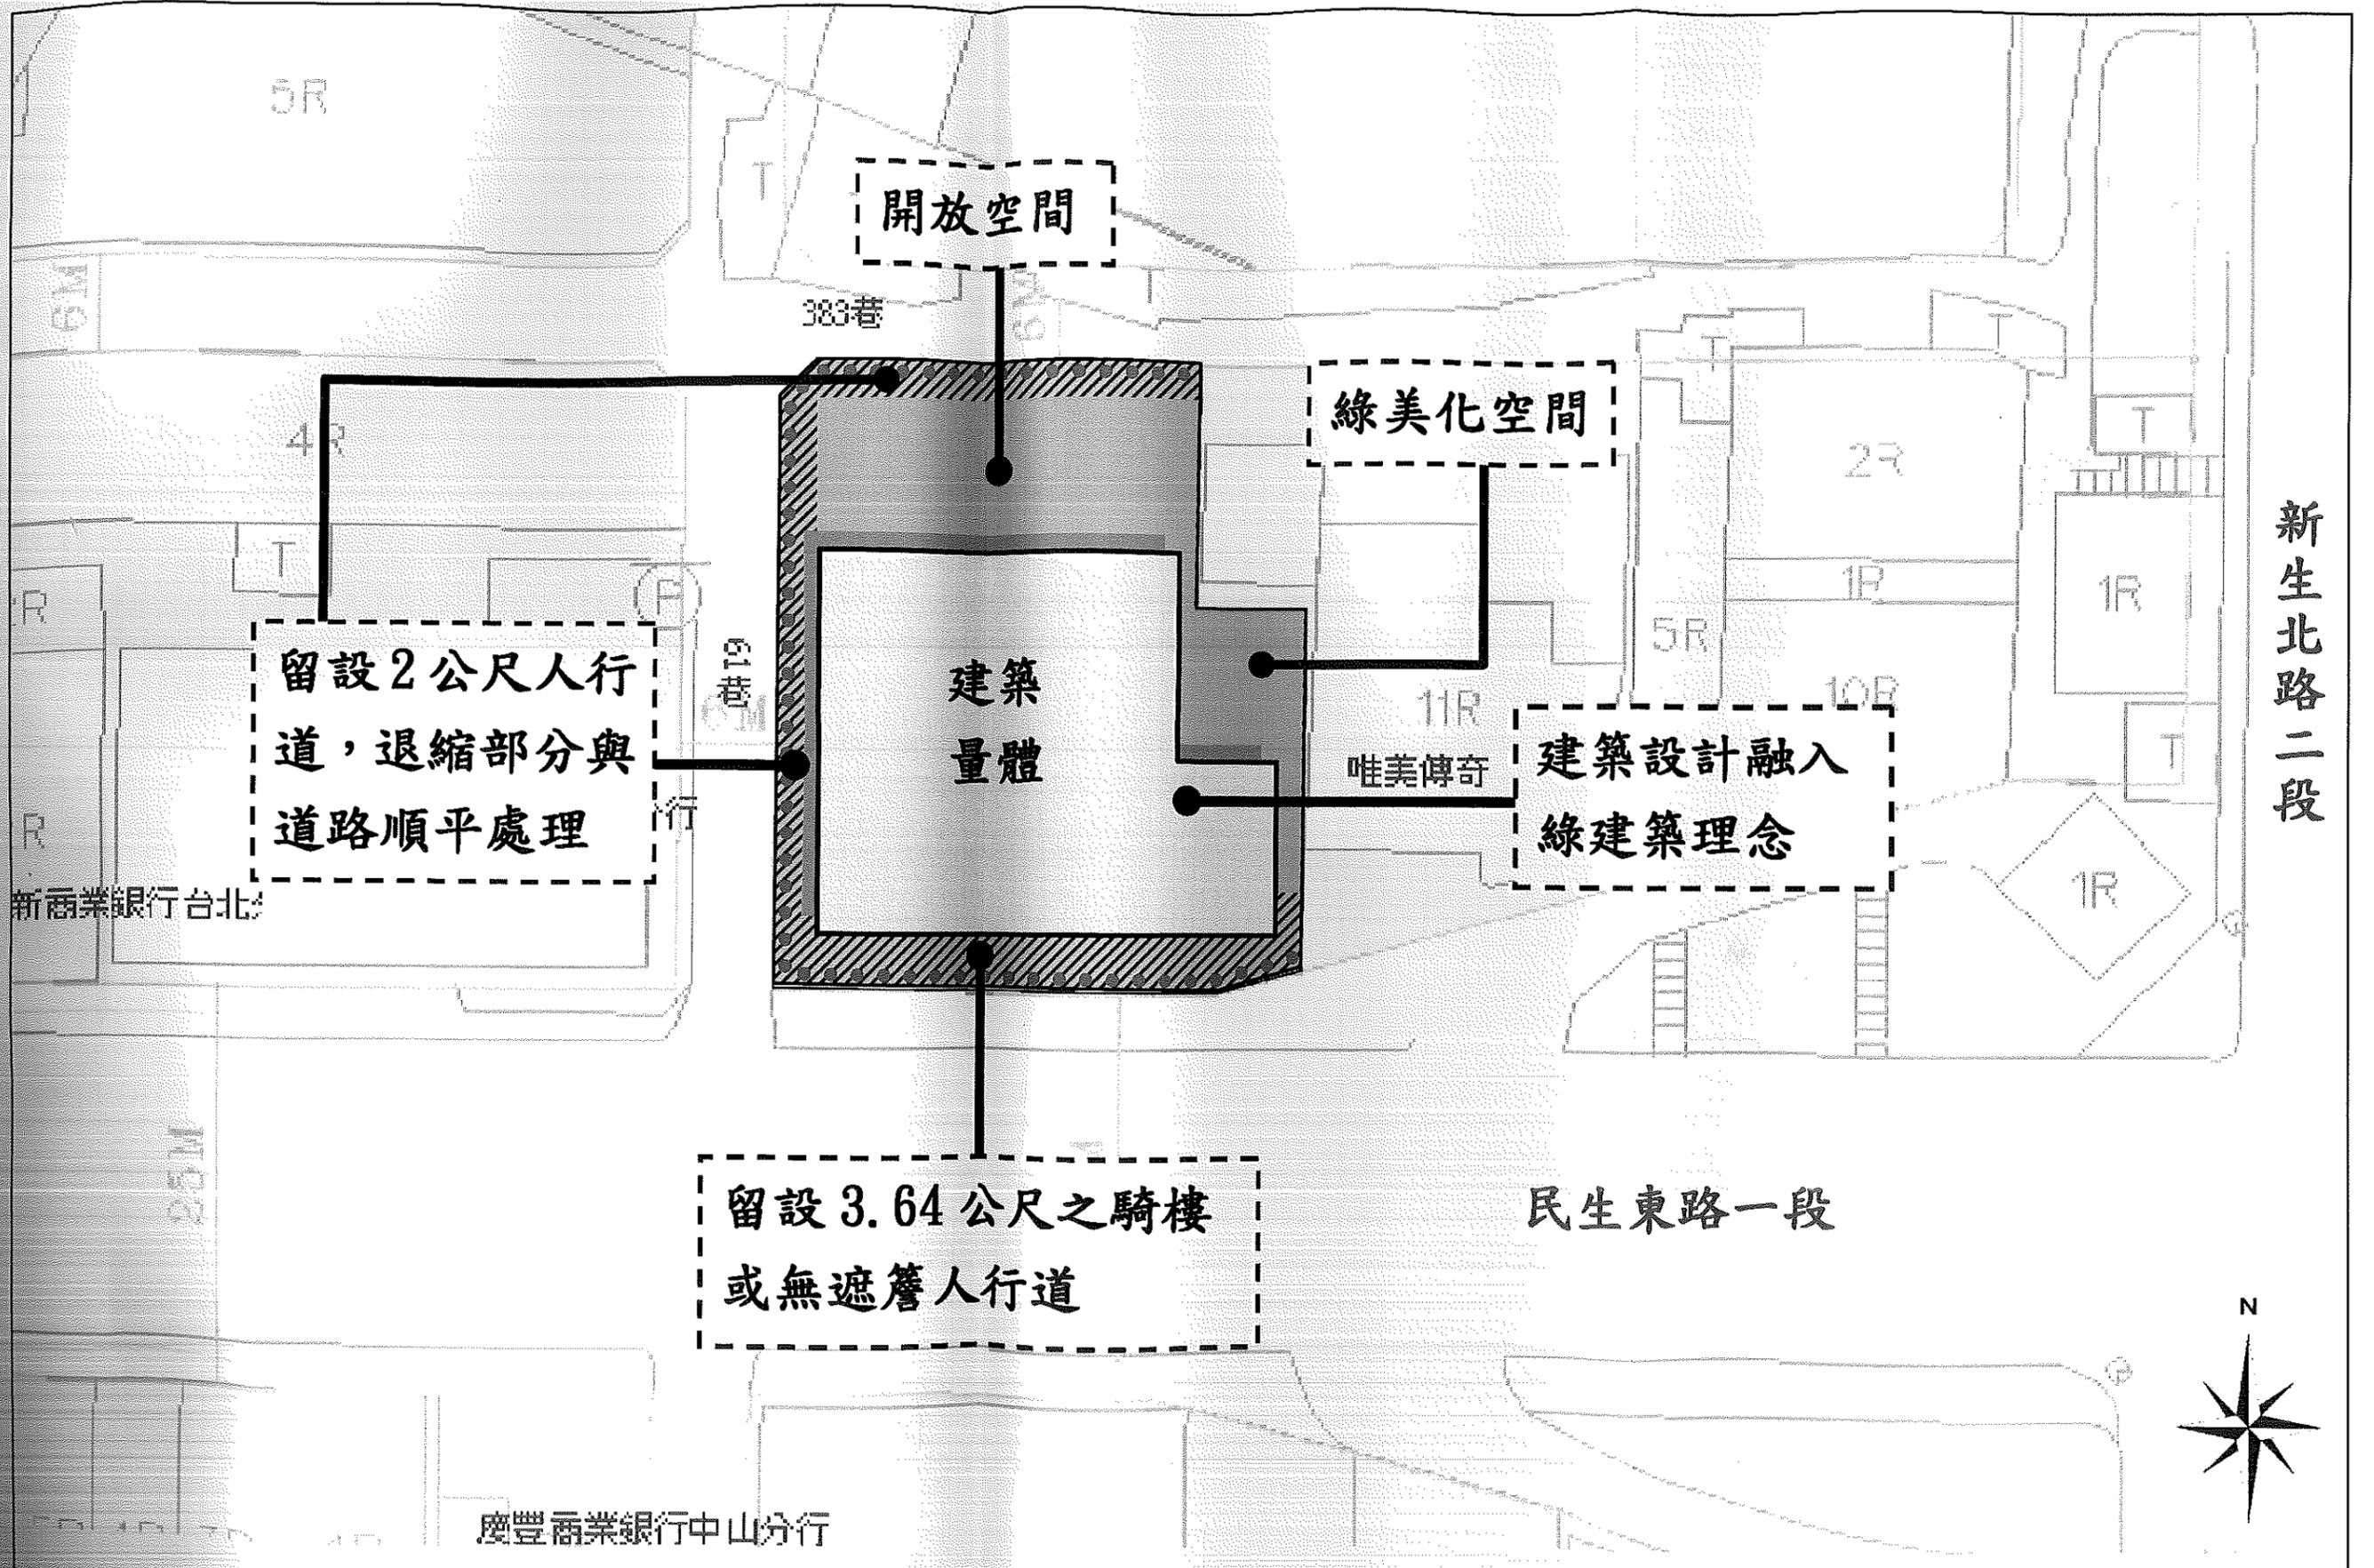 5R
T
開放空間
383巷
綠美化空間
T
T
4R
2R
T
T
R
61巷
1R
1R
5R
新生北路二段
留設2公尺人行
道，退縮部分與
道路順平處理
建築
量體
11R
10R
T
唯美傳奇
建築設計融入
綠建築理念
行
R
1R
新商業銀行台北
留設3.64公尺之騎樓
或無遮簷人行道
民生東路一段
N
慶豐商業銀行中山分行